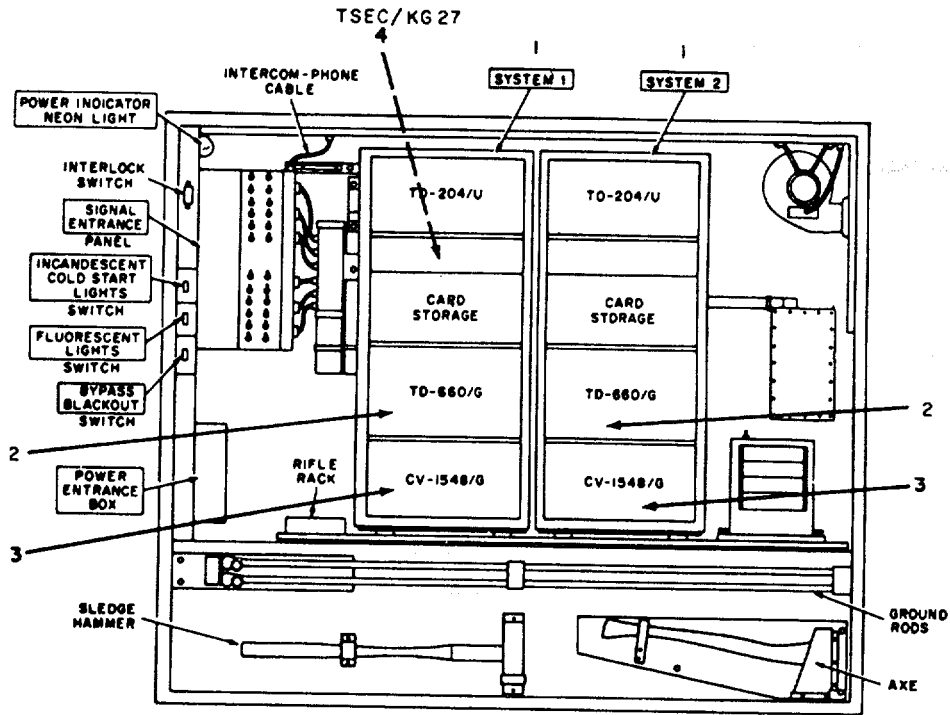 TSEC/KG 27
4
1
1
INTERCOM-PHONE
CABLE
SYSTEM 1
SYSTEM 2
POWER INDICATOR
NEON LIGHT
INTERLOCK
SWITCH
SIGNAL
ENTRANCE
PANEL
INCANDESCENT
COLD START
LIGHTS
SWITCH
FLUORESCENT
LIGHTS
SWITCH
BYPASS
BLACKOUT
SWITCH
2
POWER
ENTRANCE
BOX
3
RIFLE
RACK
TD-204/U
CARD
STORAGE
TD-660/G
CV-1548/G
TD-204/U
CARD
STORAGE
TD-660/G
CV-1548/G
2
3
SLEDGE
HAMMER
GROUND
RODS
AXE